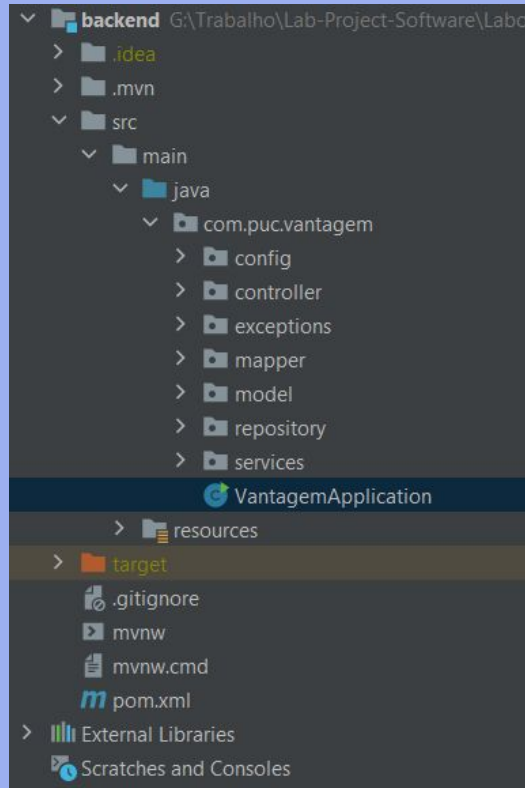 backend G:\Trabalho\Lab-Project-Software\Labo
.idea
.mvn
src
main
java
com.puc.vantagem
config
controller
exceptions
mapper
model
repository
services
VantagemApplication
resources
target
.gitignore
mvnw
mvnw.cmd
pom.xml
External Libraries
Scratches and Consoles